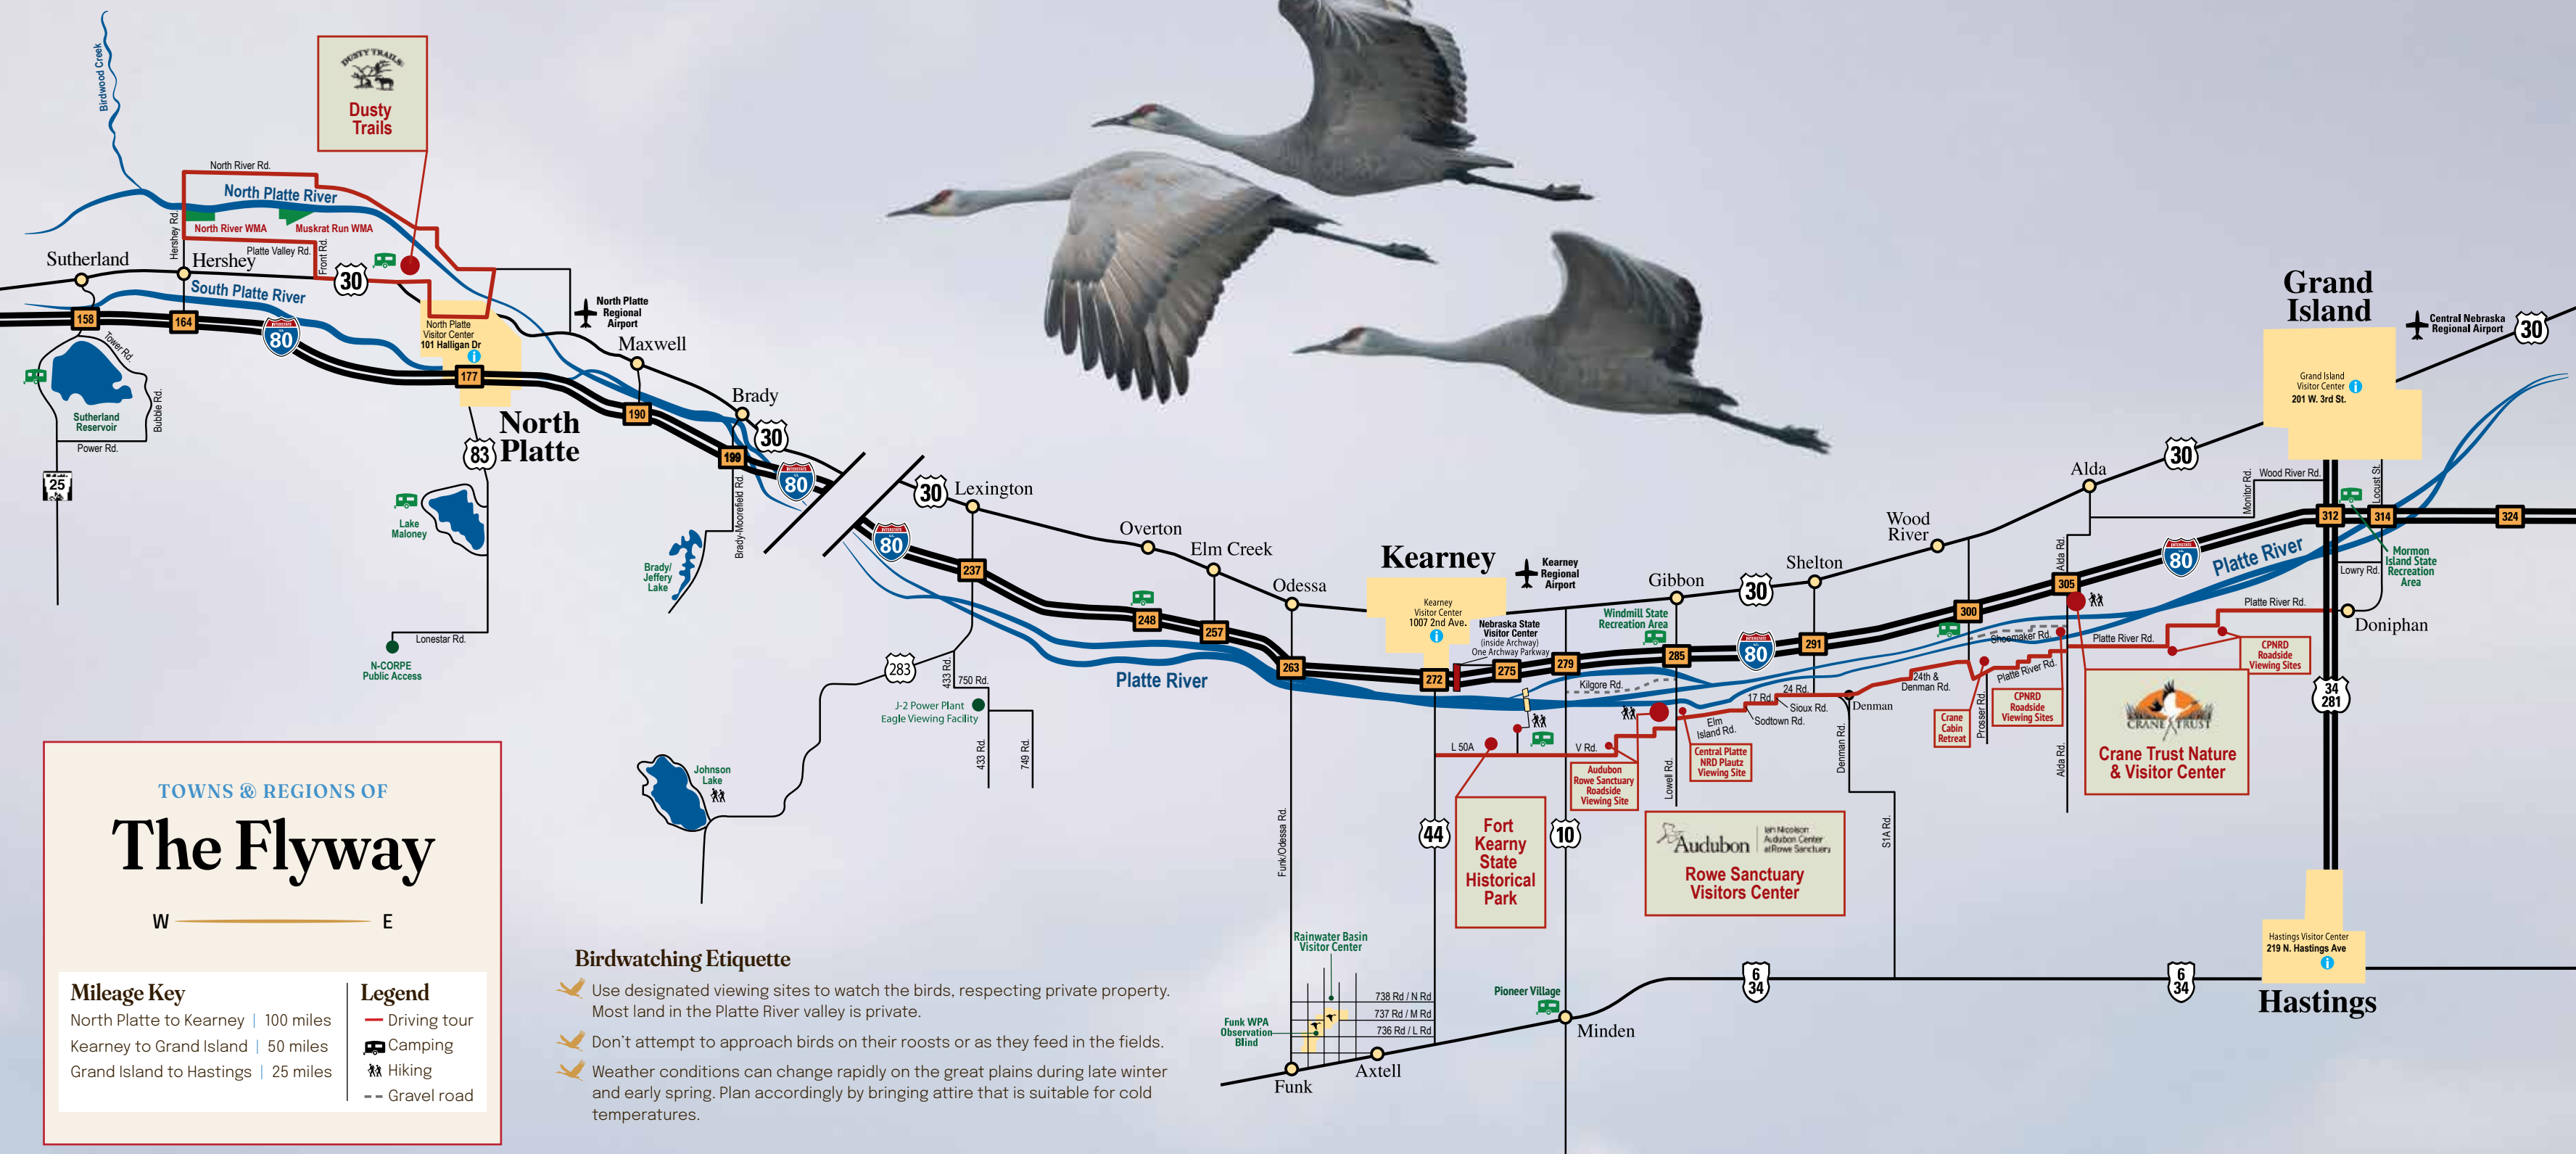 Birdwood Creek
DUSTY TRAILS
Dusty
Trails
North River Rd.
North Platte River
Hershey Rd.
North River WMA
Muskrat Run WMA
Platte Valley Rd.
Front Rd.
Sutherland
Hershey
30
South Platte River
158
164
INTERSTATE
80
Tower Rd.
Bubble Rd.
Sutherland
Reservoir
Power Rd.
25
North Platte
Visitor Center
101 Halligan Dr
177
North
Platte
83
North Platte
Regional
Airport
Maxwell
190
Brady
30
199
INTERSTATE
80
Brady-Moorefield Rd.
Lake
Maloney
Brady/
Jeffery
Lake
Lonestar Rd.
N-CORPE
Public Access
30
Lexington
INTERSTATE
80
237
Overton
Elm Creek
248
257
Odessa
263
Platte River
283
433 Rd.
750 Rd.
J-2 Power Plant
Eagle Viewing Facility
433 Rd.
749 Rd.
Johnson
Lake
Kearney
Kearney
Visitor Center
1007 2nd Ave.
Kearney
Regional
Airport
Nebraska State
Visitor Center
(inside Archway)
One Archway Parkway
272
275
279
Gibbon
Windmill State
Recreation Area
285
30
INTERSTATE
80
Shelton
291
Wood
River
300
Alda
305
Alda Rd.
30
Monitor Rd.
Wood River Rd.
Locust St.
INTERSTATE
80
Platte River
Grand
Island
Grand Island
Visitor Center
201 W. 3rd St.
Central Nebraska
Regional Airport
30
312
314
324
Mormon
Island State
Recreation
Area
Lowry Rd.
Platte River Rd.
Doniphan
Kilgore Rd.
L 50A
V Rd.
Elm
Island Rd.
17 Rd.
24 Rd.
Sioux Rd.
Sodtown Rd.
Denman
24th &
Denman Rd.
Shoemaker Rd.
Platte River Rd.
Platte River Rd.
Prosser Rd.
Alda Rd.
Denman Rd.
Lowell Rd.
S1A Rd.
Funk/Odessa Rd.
Crane
Cabin
Retreat
CPNRD
Roadside
Viewing Sites
CPNRD
Roadside
Viewing Sites
CRANE TRUST
Crane Trust Nature
& Visitor Center
Central Platte
NRD Plautz
Viewing Site
Audubon
Rowe Sanctuary
Roadside
Viewing Site
Fort
Kearny
State
Historical
Park
44
10
Audubon
Iain Nicolson
Audubon Center
at Rowe Sanctuary
Rowe Sanctuary
Visitors Center
34
281
6
34
6
34
Hastings Visitor Center
219 N. Hastings Ave
Hastings
Rainwater Basin
Visitor Center
738 Rd / N Rd
737 Rd / M Rd
736 Rd / L Rd
Funk WPA
Observation
Blind
Funk
Axtell
Pioneer Village
Minden
TOWNS & REGIONS OF
The Flyway
W
E
Mileage Key
North Platte to Kearney | 100 miles
Kearney to Grand Island | 50 miles
Grand Island to Hastings | 25 miles
Legend
Driving tour
Camping
Hiking
Gravel road
Birdwatching Etiquette
Use designated viewing sites to watch the birds, respecting private property.
Most land in the Platte River valley is private.
Don't attempt to approach birds on their roosts or as they feed in the fields.
Weather conditions can change rapidly on the great plains during late winter
and early spring. Plan accordingly by bringing attire that is suitable for cold
temperatures.